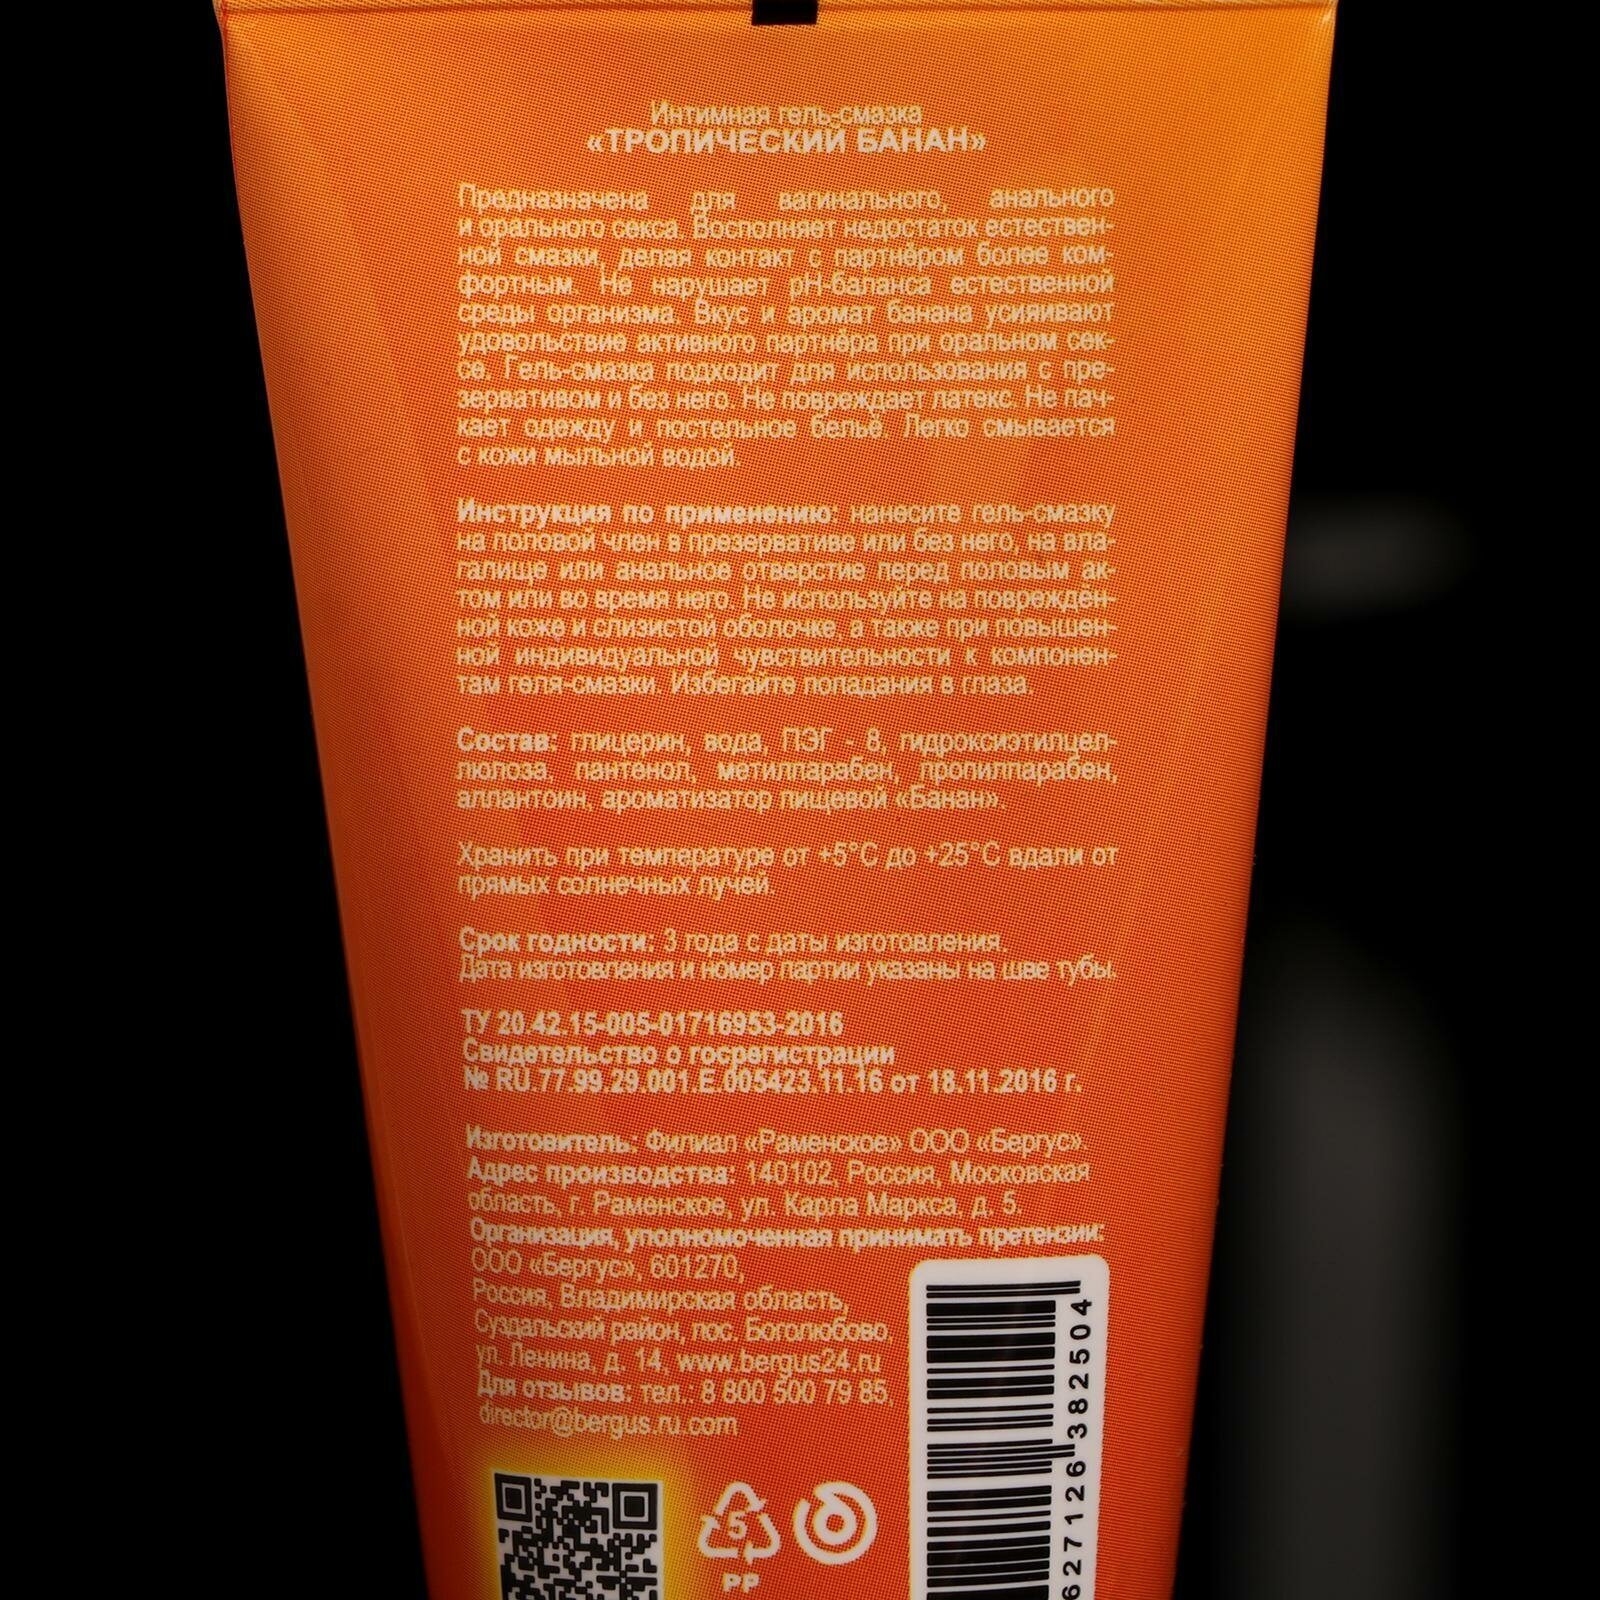 Интимная гель-смазка
«ТРОПИЧЕСКИЙ БАНАН»
Предназначена для вагинального, анального
и орального секса. Восполняет недостаток естествен-
ной смазки, делая контакт с партнёром более ком-
фортным. Не нарушает pH-баланса естественной
среды организма. Вкус и аромат банана усиливают
удовольствие активного партнёра при оральном сек-
се. Гель-смазка подходит для использования с пре-
зервативом и без него. Не повреждает латекс. Не пач-
кает одежду и постельное бельё. Легко смывается
с кожи мыльной водой.
Инструкция по применению: нанесите гель-смазку
на половой член в презервативе или без него, на вла-
галище или анальное отверстие перед половым ак-
том или во время него. Не используйте на повреждён-
ной коже и слизистой оболочке, а также при повышен-
ной индивидуальной чувствительности к компонен-
там геля-смазки. Избегайте попадания в глаза.
Состав: глицерин, вода, ПЭГ - 8, гидроксиэтилцел-
люлоза, пантенол, метилпарабен, пропилпарабен,
аллантоин, ароматизатор пищевой «Банан».
Хранить при температуре от +5°С до +25°С вдали от
прямых солнечных лучей.
Срок годности: 3 года с даты изготовления.
Дата изготовления и номер партии указаны на шве тубы.
ТУ 20.42.15-005-01716953-2016
Свидетельство о госрегистрации
№ RU.77.99.29.001.Е.005423.11.16 от 18.11.2016 г.
Изготовитель: Филиал «Раменское» ООО «Бергус».
Адрес производства: 140102, Россия, Московская
область, г. Раменское, ул. Карла Маркса, д. 5.
Организация, уполномоченная принимать претензии:
ООО «Бергус», 601270,
Россия, Владимирская область,
Суздальский район, пос. Боголюбово,
ул. Ленина, д. 14, www.bergus24.ru
Для отзывов: тел.: 8 800 500 79 85,
director@bergus.ru.com
627126 382504
5
PP